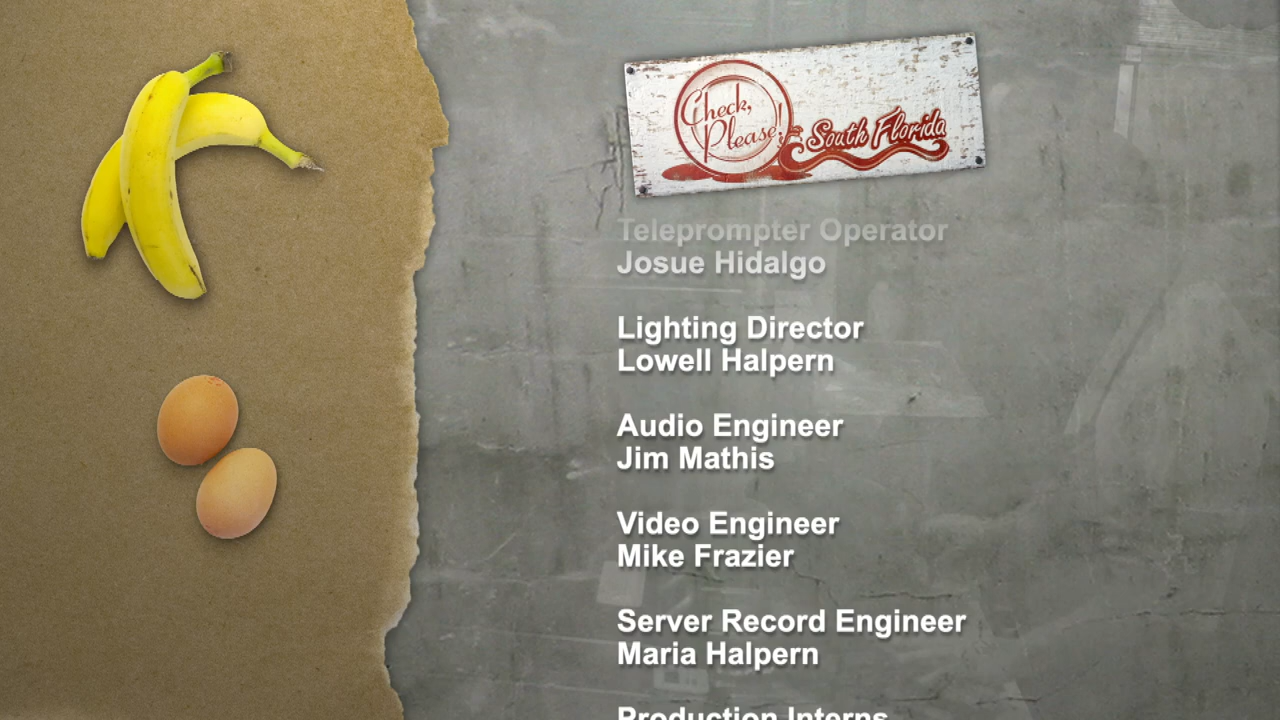 Check,
Please!
South Florida
Teleprompter Operator
Josue Hidalgo
Lighting Director
Lowell Halpern
Audio Engineer
Jim Mathis
Video Engineer
Mike Frazier
Server Record Engineer
Maria Halpern
Production Interns